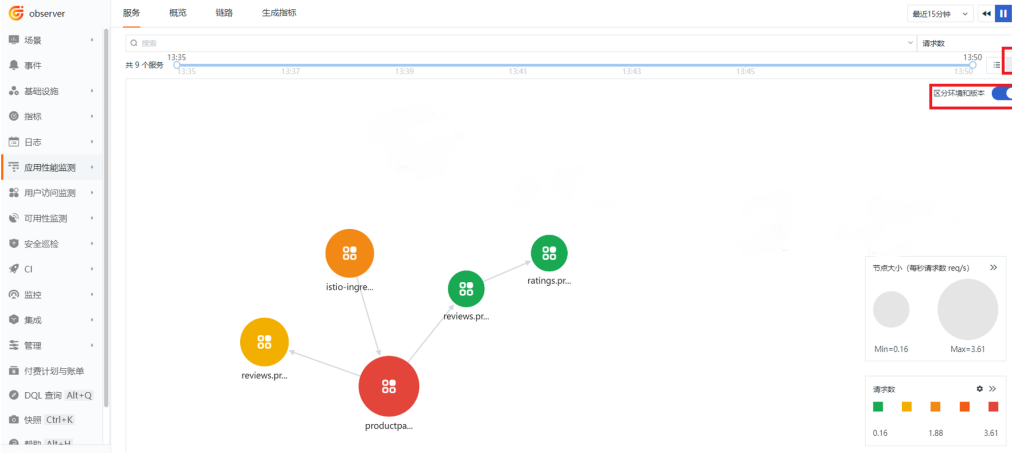 observer
服务 概览 链路 生成指标
最近15分钟
场景
事件
基础设施
指标
日志
应用性能监测
用户访问监测
可用性监测
安全巡检
CI
监控
集成
管理
付费计划与账单
DQL 查询 Alt+Q
快照 Ctrl+K
帮助 Alt+H
搜索
请求数
共 9 个服务
13:35 13:50
13:35 13:37 13:39 13:41 13:43 13:45 13:50
区分环境和版本
istio-ingre...
ratings.pr...
reviews.pr...
reviews.pr...
productpa...
节点大小（每秒请求数 req/s）
Min=0.16 Max=3.61
请求数
0.16 1.88 3.61